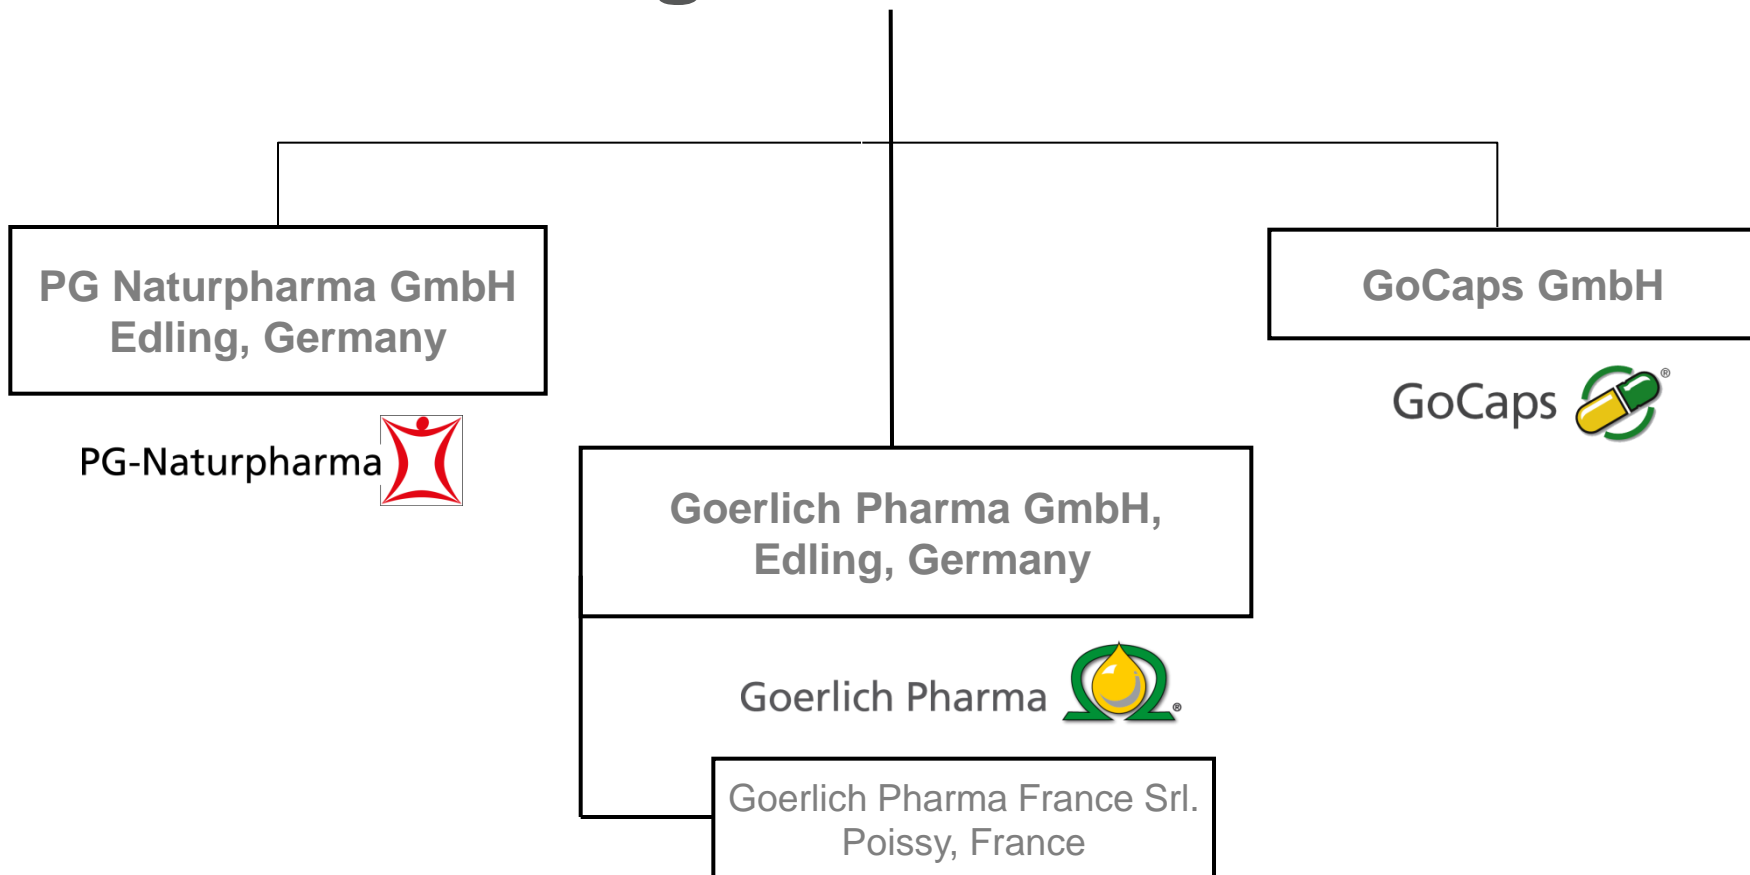 PG Naturpharma GmbH
Edling, Germany
GoCaps GmbH
GoCaps ®
PG-Naturpharma
Goerlich Pharma GmbH,
Edling, Germany
Goerlich Pharma ®
Goerlich Pharma France Srl.
Poissy, France